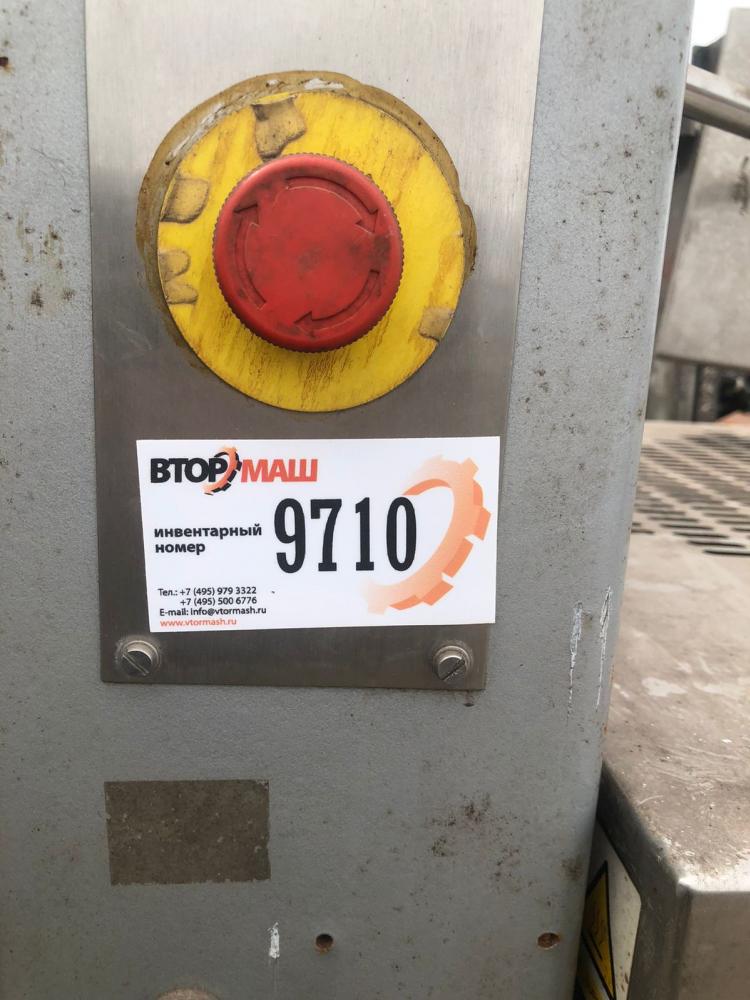 ВТОРМАШ
инвентарный
номер
9710
Тел.: +7 (495) 979 3322
+7 (495) 500 6776
E-mail: info@vtormash.ru
www.vtormash.ru